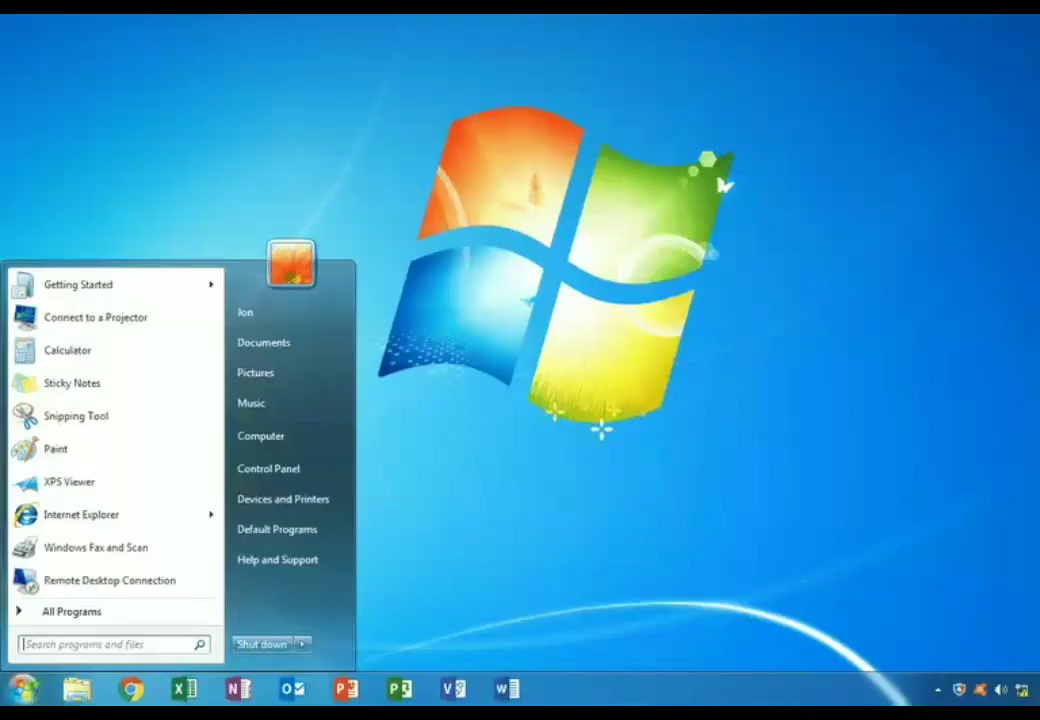 Getting Started
Connect to a Projector
Calculator
Sticky Notes
Snipping Tool
Paint
XPS Viewer
Internet Explorer
Windows Fax and Scan
Remote Desktop Connection
All Programs
Search programs and files
Jon
Documents
Pictures
Music
Computer
Control Panel
Devices and Printers
Default Programs
Help and Support
Shut down